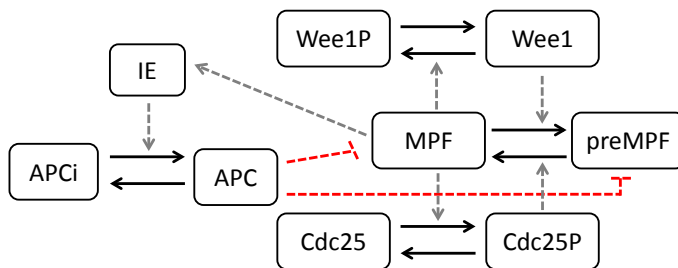 Wee1P
Wee1
IE
MPF
preMPF
APCi
APC
Cdc25
Cdc25P